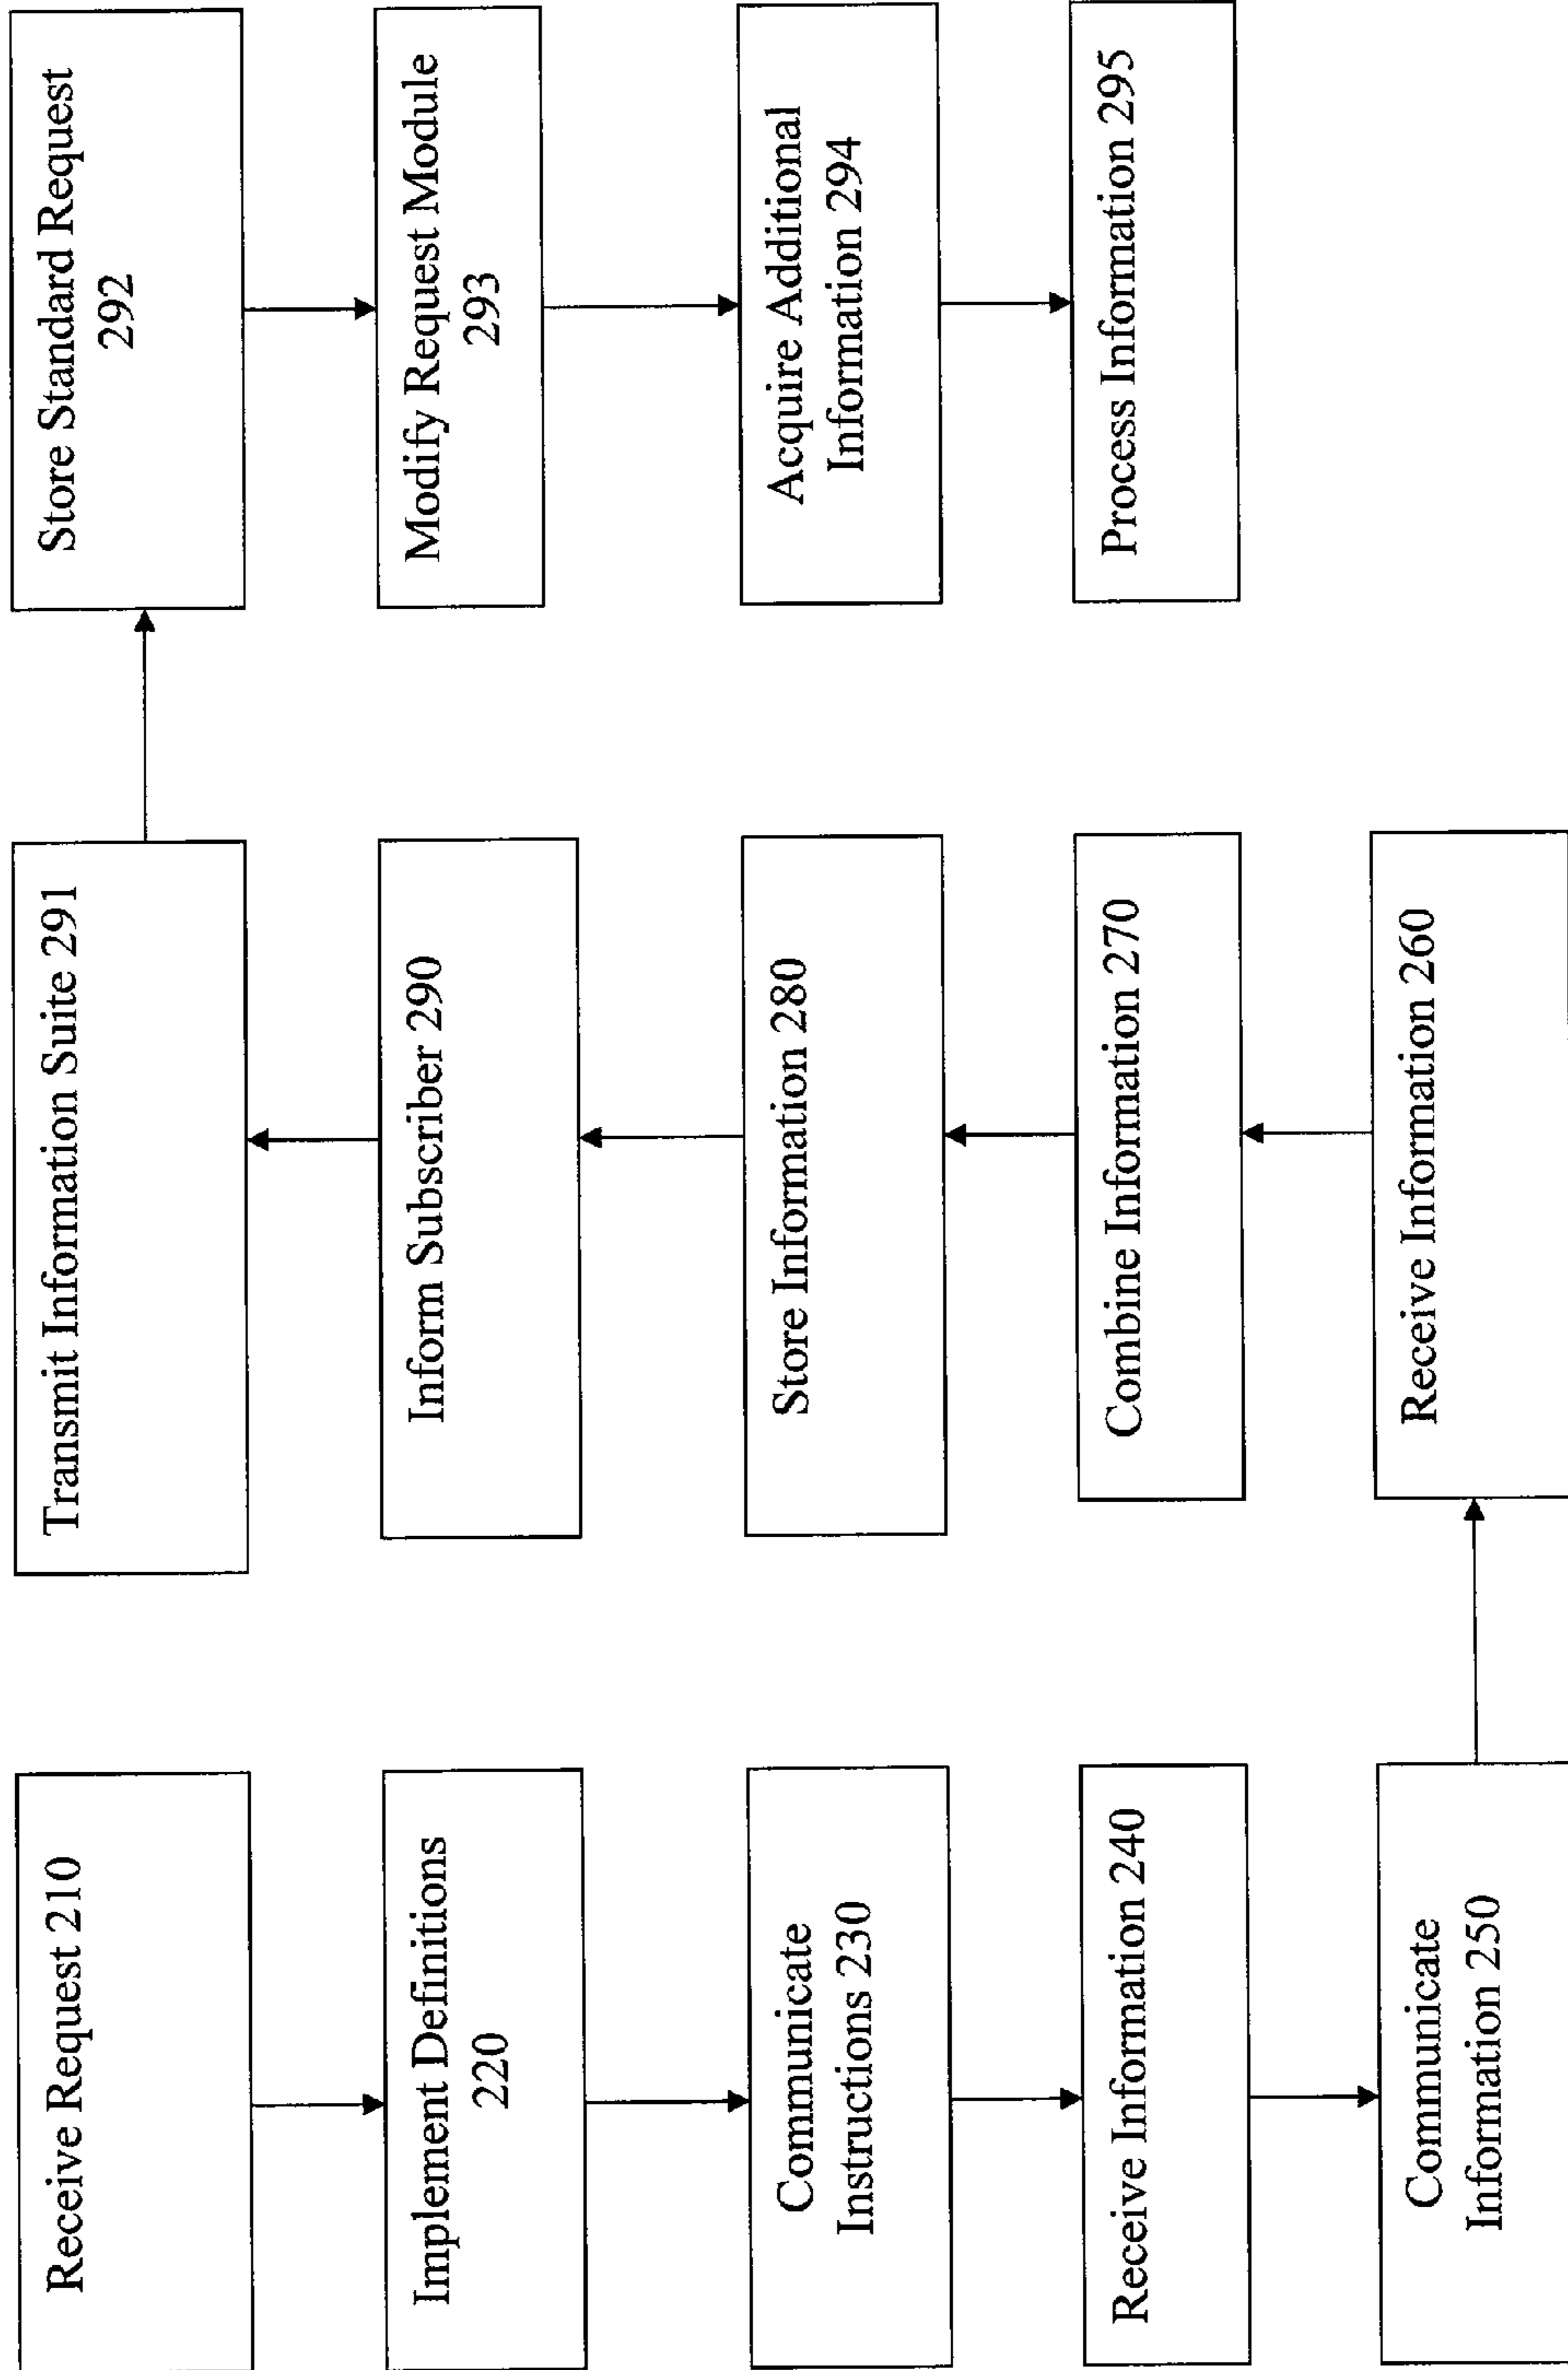 Receive Request 210
Implement Definitions
220
Communicate
Instructions 230
Receive Information 240
Communicate
Information 250
Receive Information 260
Combine Information 270
Store Information 280
Inform Subscriber 290
Transmit Information Suite 291
Store Standard Request
292
Modify Request Module
293
Acquire Additional
Information 294
Process Information 295